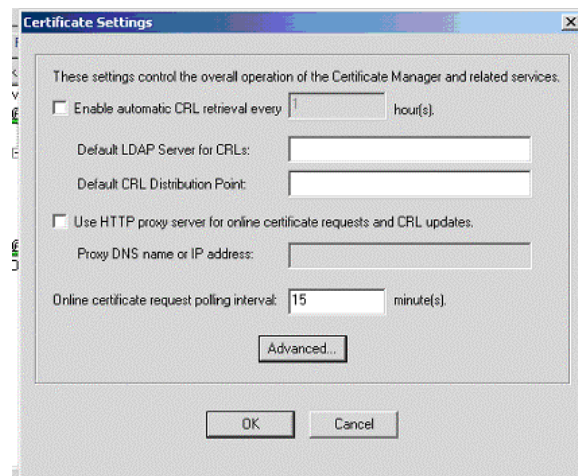 Certificate Settings
These settings control the overall operation of the Certificate Manager and related services.
Enable automatic CRL retrieval every 1 hour(s).
Default LDAP Server for CRLs:
Default CRL Distribution Point:
Use HTTP proxy server for online certificate requests and CRL updates.
Proxy DNS name or IP address:
Online certificate request polling interval: 15 minute(s).
Advanced...
OK Cancel